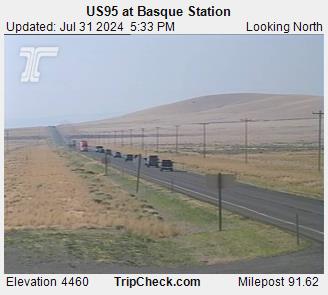 US95 at Basque Station
Updated: Jul 31 2024 5:33 PM Looking North
Elevation 4460 TripCheck.com Milepost 91.62